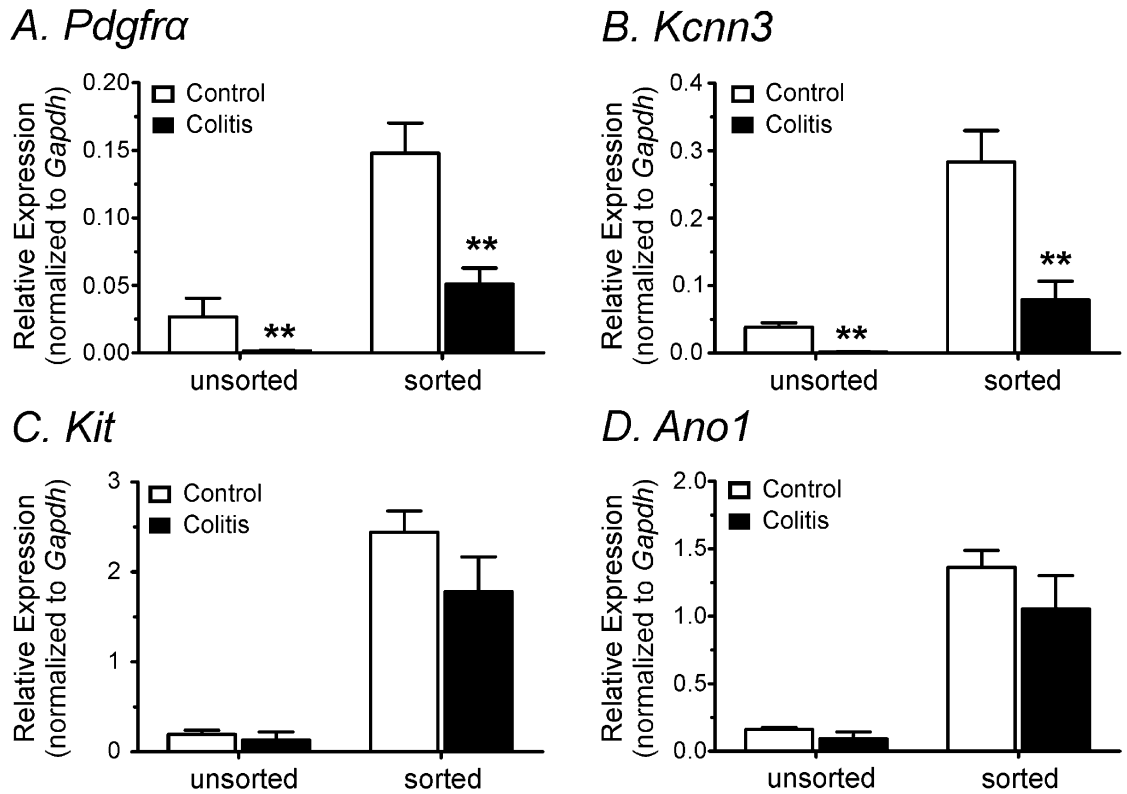 A. Pdgfrα
Relative Expression
(normalized to Gapdh)
0.20
0.15
0.10
0.05
0.00
Control
Colitis
**
**
unsorted
sorted
B. Kcnn3
Relative Expression
(normalized to Gapdh)
0.4
0.3
0.2
0.1
0.0
Control
Colitis
**
**
unsorted
sorted
C. Kit
Relative Expression
(normalized to Gapdh)
3
2
1
0
Control
Colitis
unsorted
sorted
D. Ano1
Relative Expression
(normalized to Gapdh)
2.0
1.5
1.0
0.5
0.0
Control
Colitis
unsorted
sorted